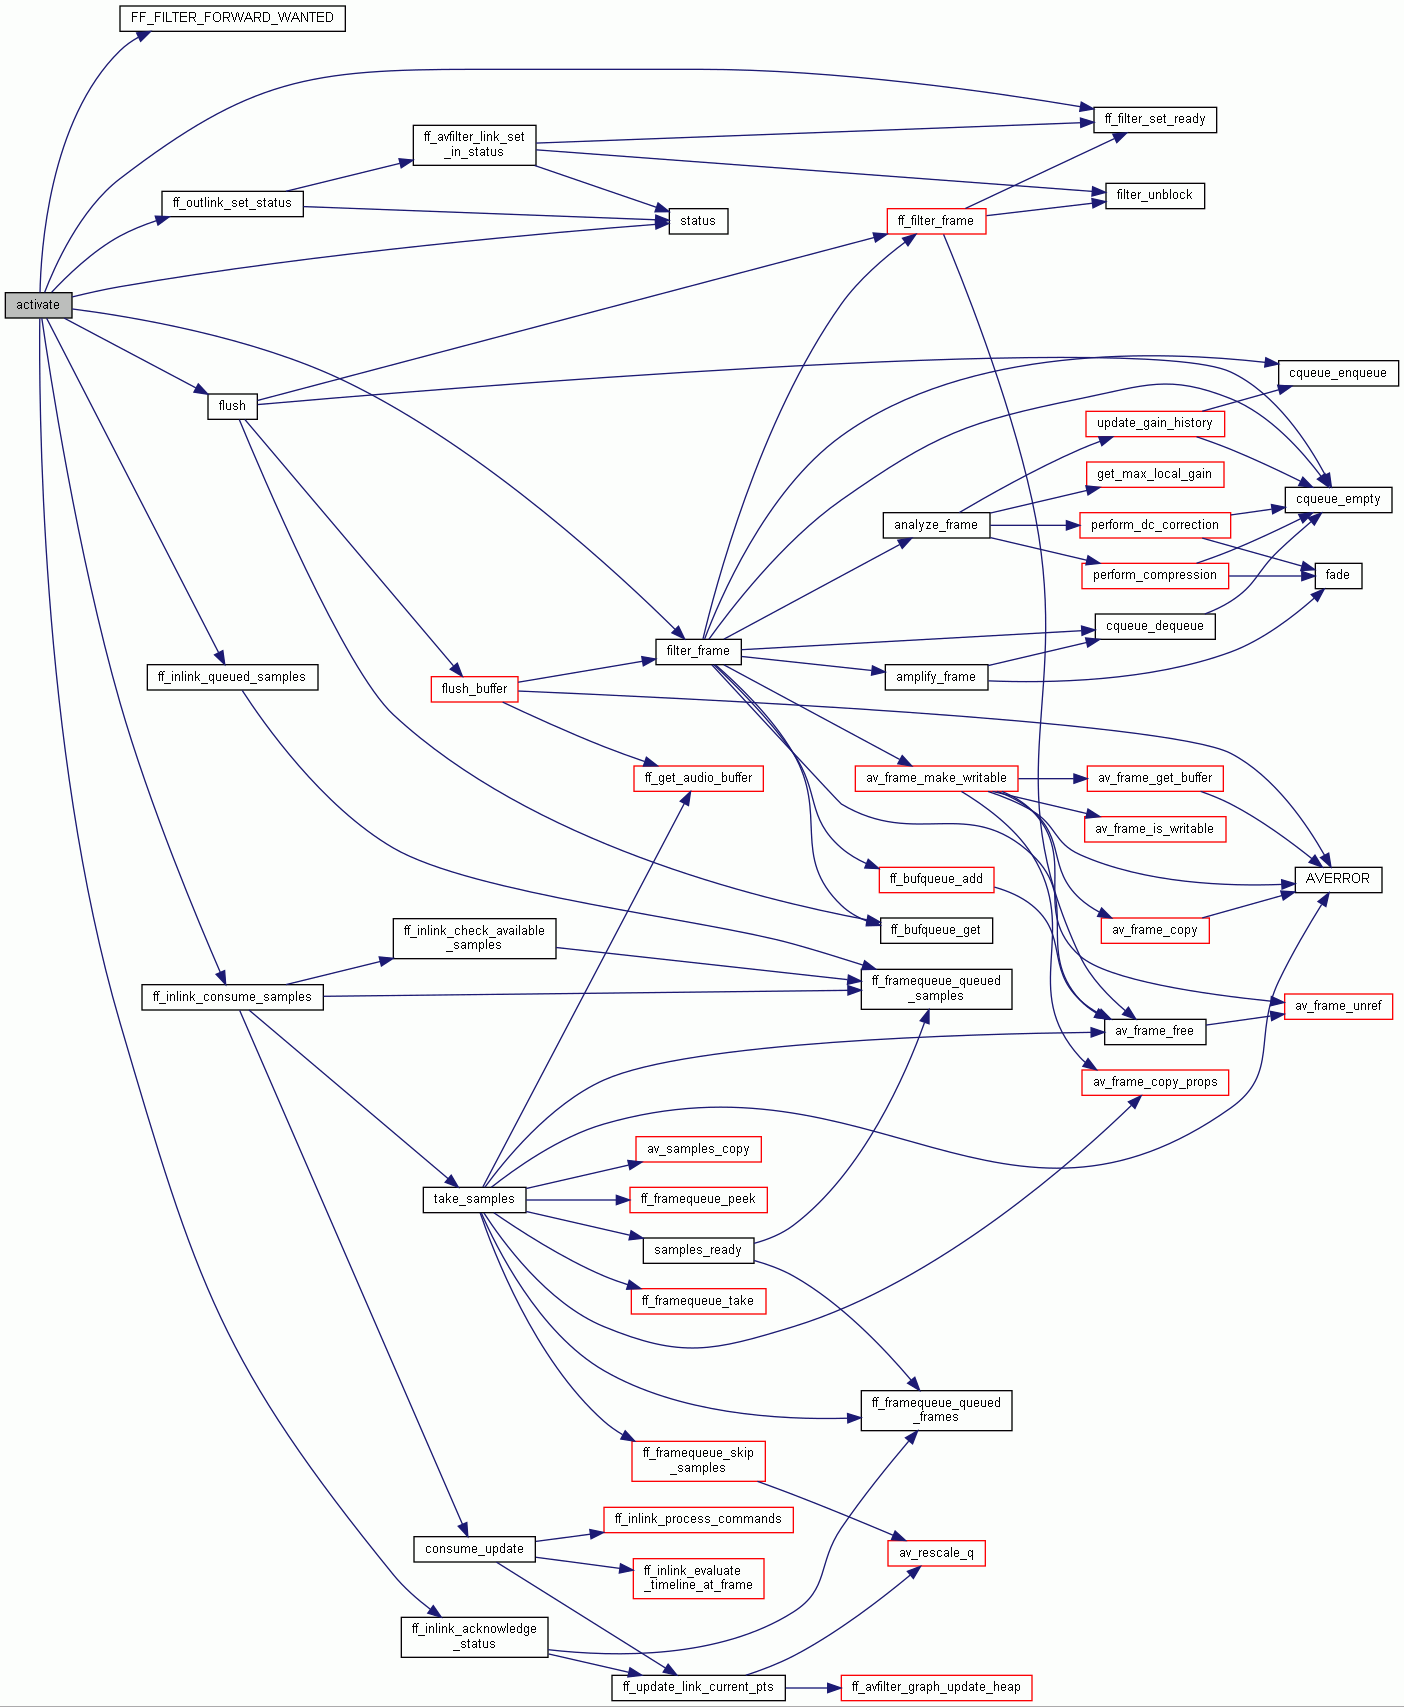 FF_FILTER_FORWARD_WANTED
ff_filter_set_ready
ff_avfilter_link_set
_in_status
filter_unblock
ff_outlink_set_status
status
ff_filter_frame
activate
cqueue_enqueue
flush
update_gain_history
get_max_local_gain
cqueue_empty
analyze_frame
perform_dc_correction
perform_compression
fade
cqueue_dequeue
filter_frame
ff_inlink_queued_samples
amplify_frame
flush_buffer
ff_get_audio_buffer
av_frame_make_writable
av_frame_get_buffer
av_frame_is_writable
ff_bufqueue_add
AVERROR
ff_bufqueue_get
av_frame_copy
ff_inlink_check_available
_samples
ff_inlink_consume_samples
ff_framequeue_queued
_samples
av_frame_unref
av_frame_free
av_frame_copy_props
av_samples_copy
take_samples
ff_framequeue_peek
samples_ready
ff_framequeue_take
ff_framequeue_queued
_frames
ff_framequeue_skip
_samples
ff_inlink_process_commands
consume_update
av_rescale_q
ff_inlink_evaluate
_timeline_at_frame
ff_inlink_acknowledge
_status
ff_update_link_current_pts
ff_avfilter_graph_update_heap